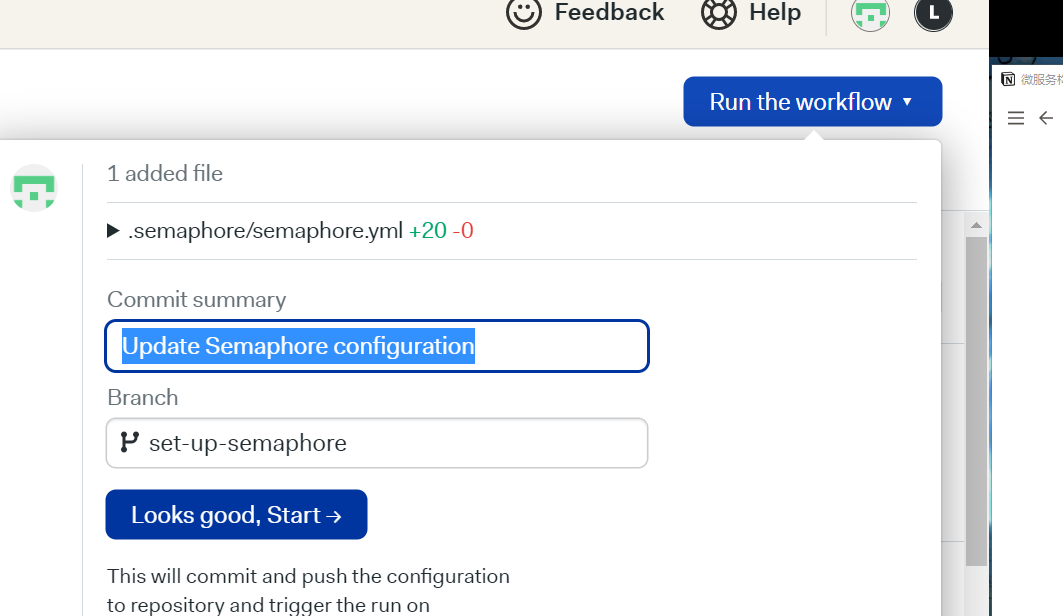 Feedback
Help
L
Run the workflow ▼
微服务
1 added file
▶ .semaphore/semaphore.yml +20 -0
Commit summary
Update Semaphore configuration
Branch
set-up-semaphore
Looks good, Start →
This will commit and push the configuration
to repository and trigger the run on